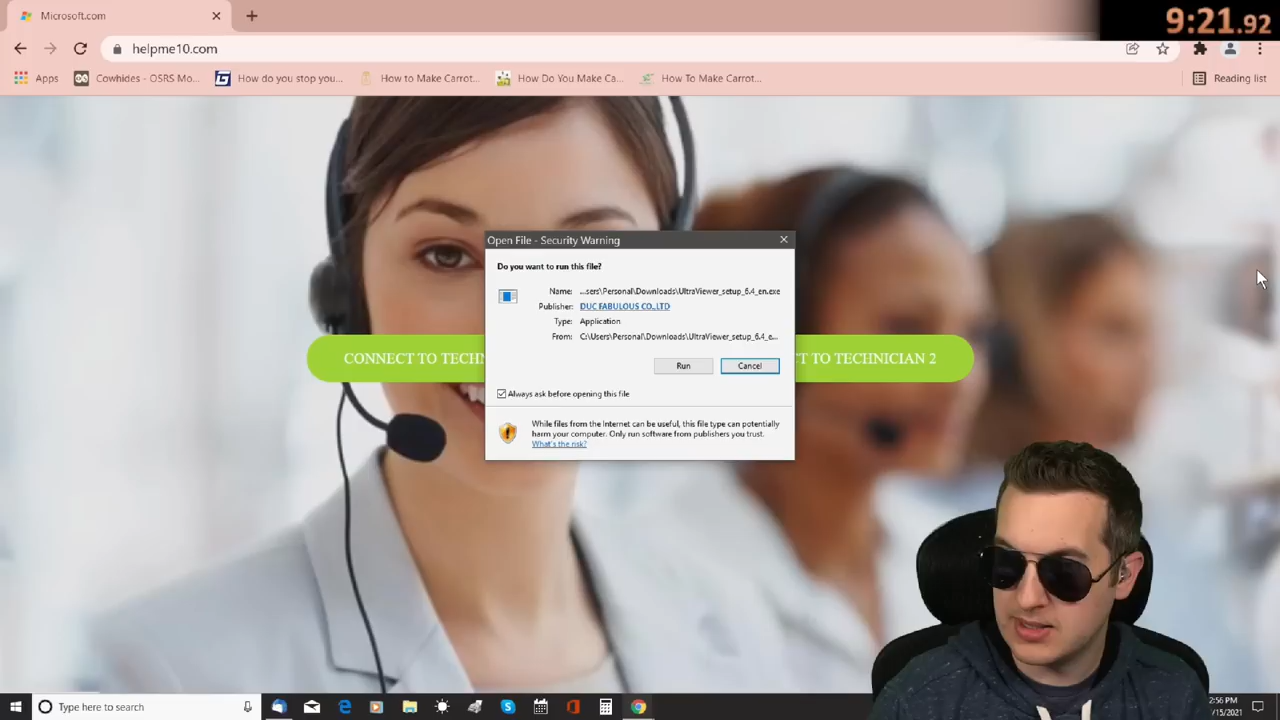 Microsoft.com
9:21.92
helpme10.com
Apps
Cowhides - OSRS Mo...
How do you stop you...
How to Make Carrot...
How Do You Make Ca...
How To Make Carrot...
Reading list
Open File - Security Warning
Do you want to run this file?
Name: ...sers\Personal\Downloads\UltraViewer_setup_6.4_en.exe
Publisher: DUC FABULOUS CO.,LTD
Type: Application
From: C:\Users\Personal\Downloads\UltraViewer_setup_6.4_e...
CONNECT TO TECHN
T TO TECHNICIAN 2
Run
Cancel
Always ask before opening this file
While files from the Internet can be useful, this file type can potentially
harm your computer. Only run software from publishers you trust.
What's the risk?
Type here to search
2:56 PM
/15/2021